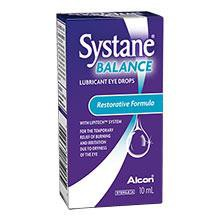 Systane®
BALANCE
LUBRICANT EYE DROPS
Restorative Formula
WITH LIPITECH™ SYSTEM
FOR THE TEMPORARY
RELIEF OF BURNING
AND IRRITATION
DUE TO DRYNESS
OF THE EYE
Alcon
STERILE A
10 mL